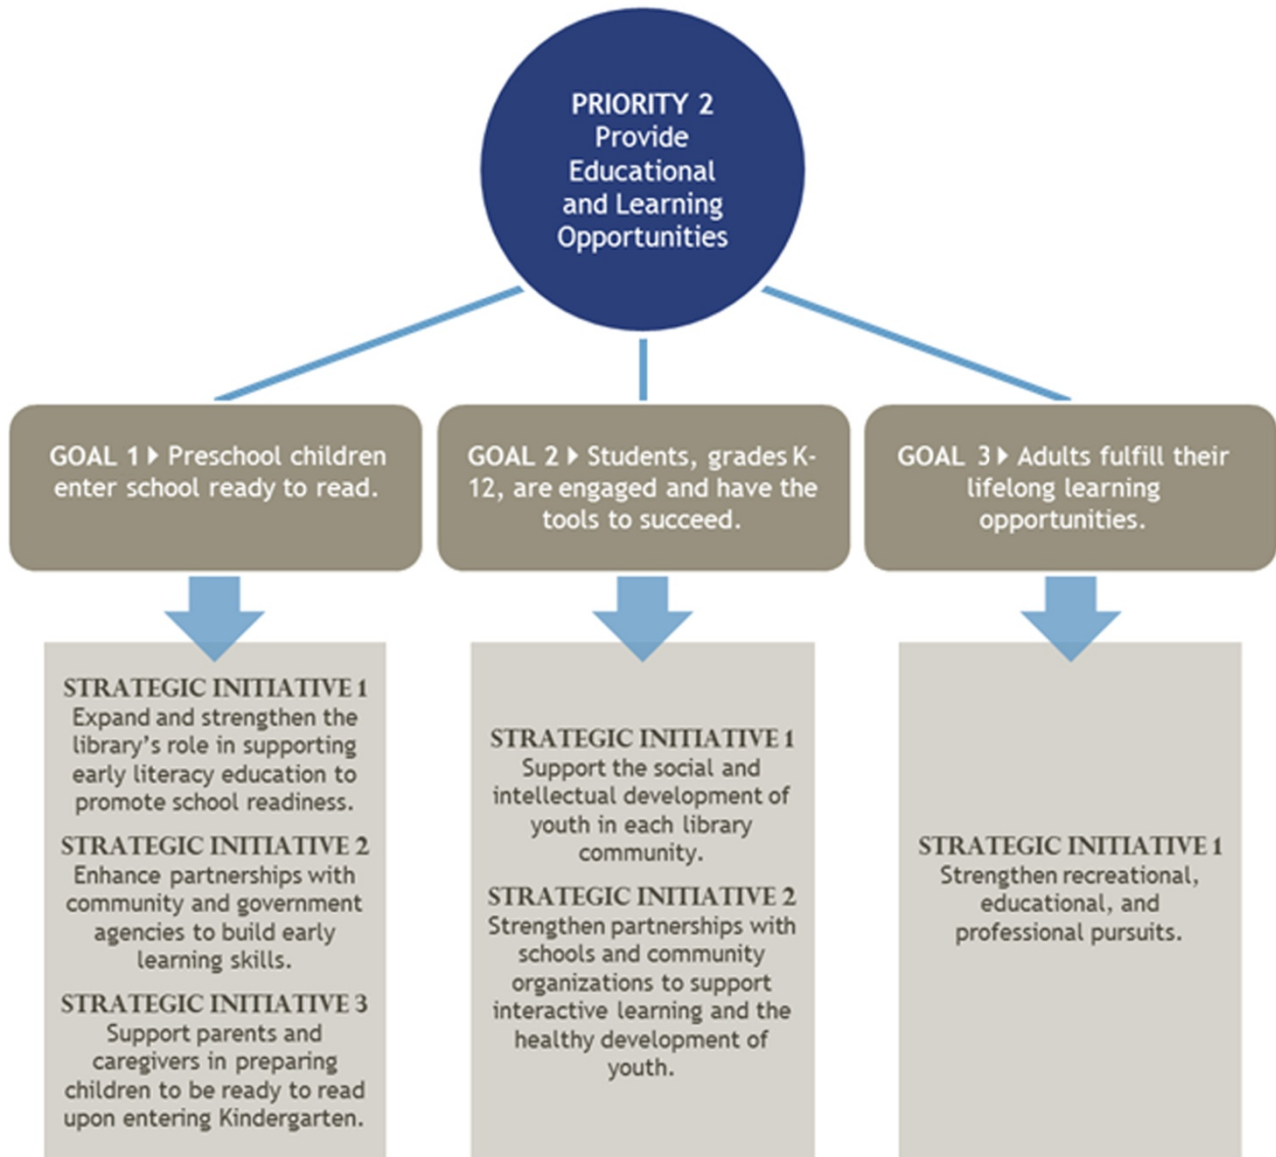 PRIORITY 2
Provide
Educational
and Learning
Opportunities
GOAL 1 ▶ Preschool children
enter school ready to read.
GOAL 2 ▶ Students, grades K-
12, are engaged and have the
tools to succeed.
GOAL 3 ▶ Adults fulfill their
lifelong learning
opportunities.
STRATEGIC INITIATIVE 1
Expand and strengthen the
library's role in supporting
early literacy education to
promote school readiness.
STRATEGIC INITIATIVE 2
Enhance partnerships with
community and government
agencies to build early
learning skills.
STRATEGIC INITIATIVE 3
Support parents and
caregivers in preparing
children to be ready to read
upon entering Kindergarten.
STRATEGIC INITIATIVE 1
Support the social and
intellectual development of
youth in each library
community.
STRATEGIC INITIATIVE 2
Strengthen partnerships with
schools and community
organizations to support
interactive learning and the
healthy development of
youth.
STRATEGIC INITIATIVE 1
Strengthen recreational,
educational, and
professional pursuits.